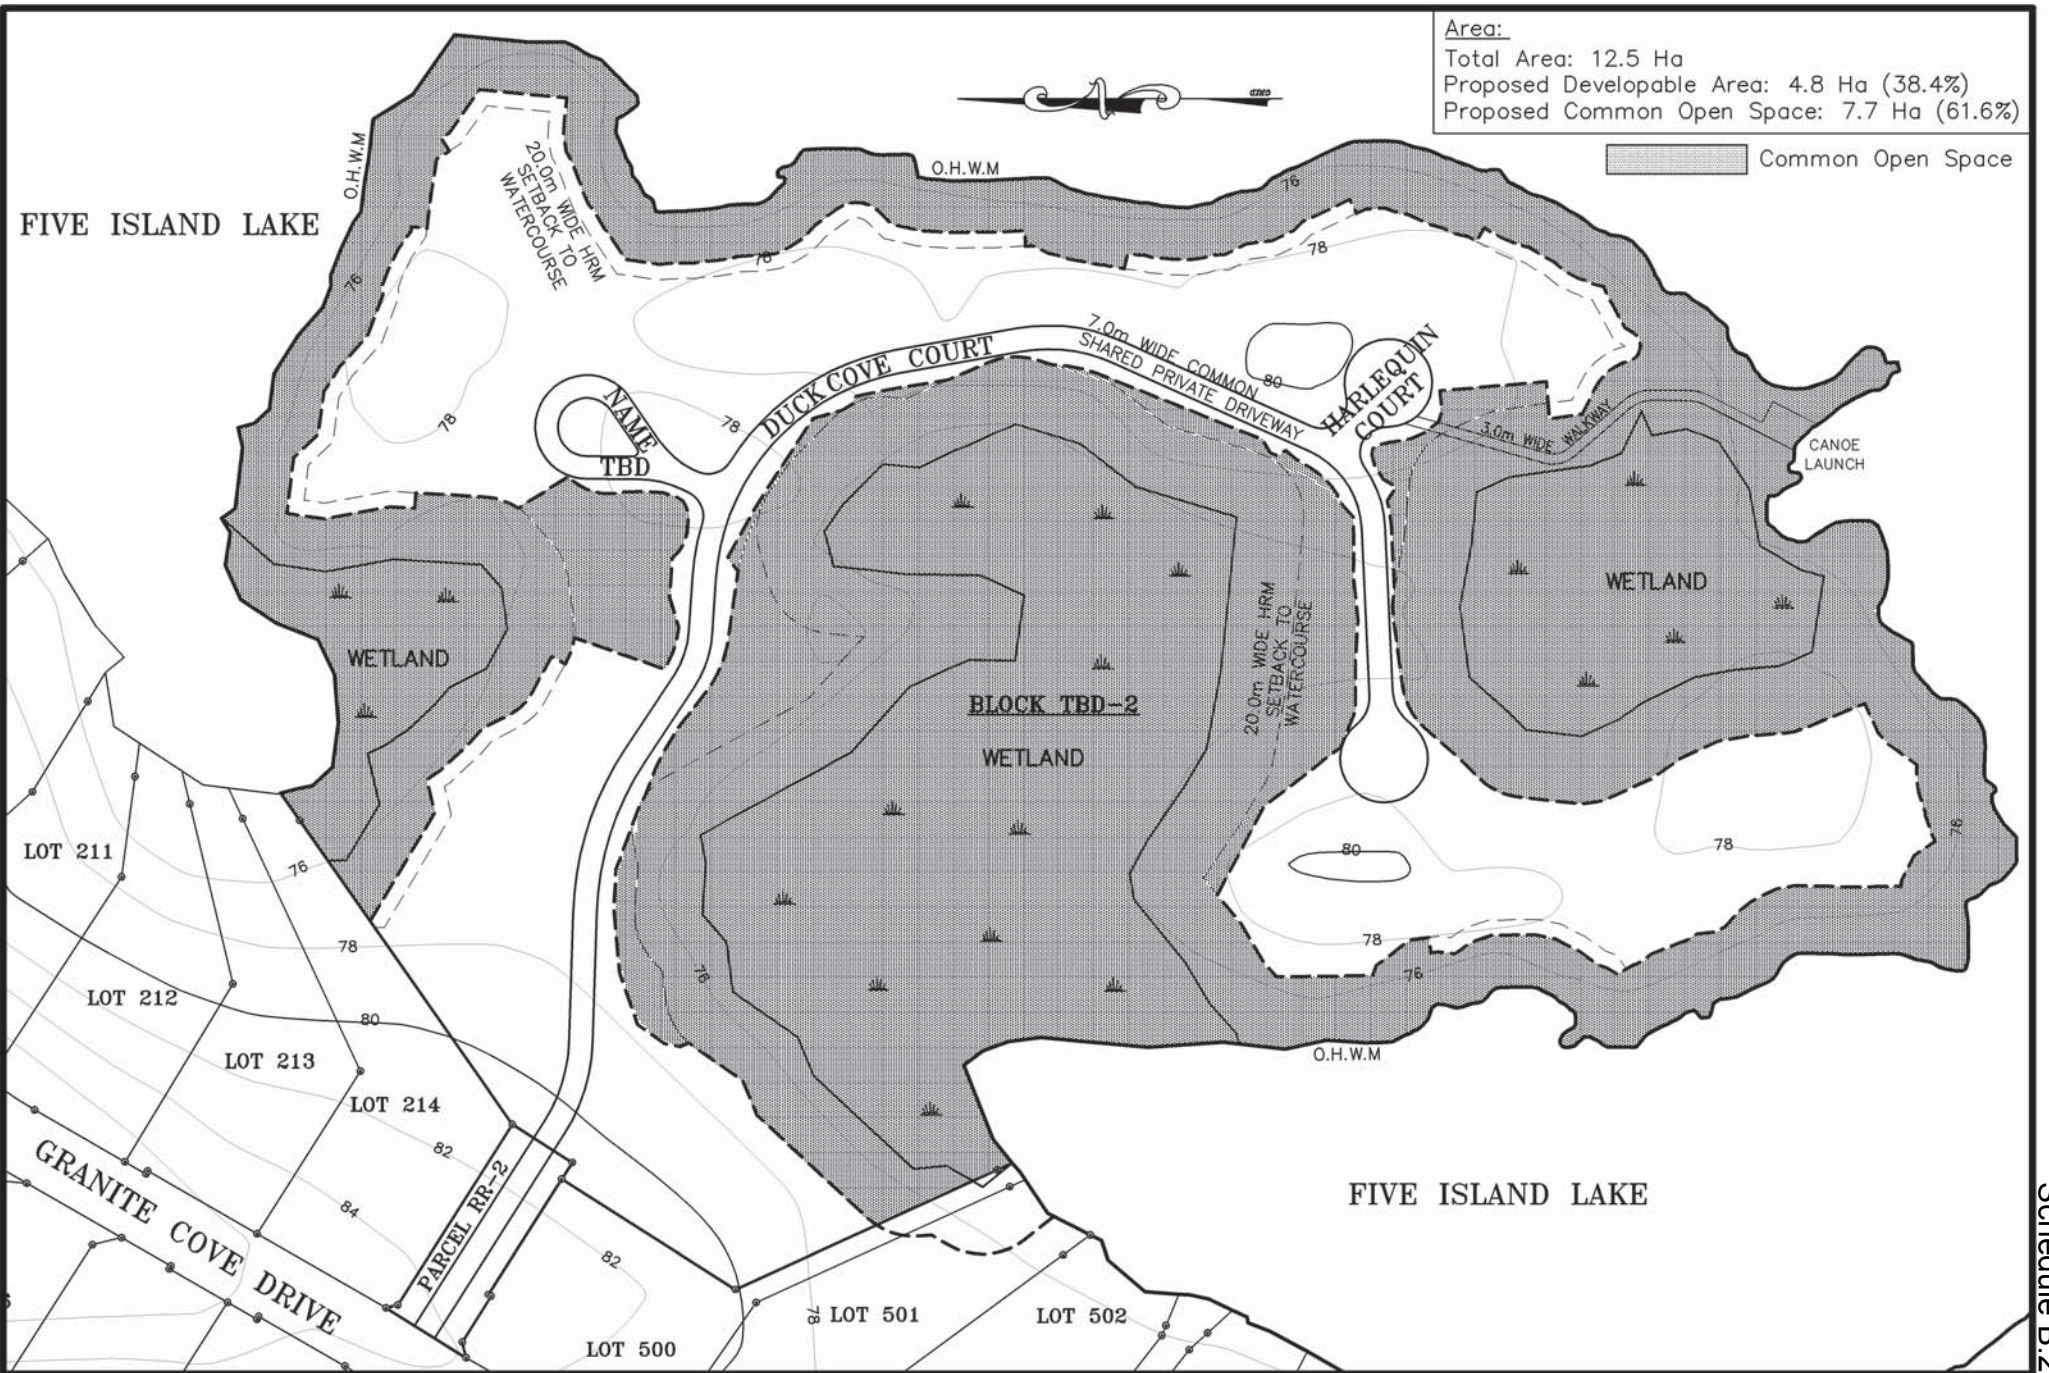 Area:
Total Area: 12.5 Ha
Proposed Developable Area: 4.8 Ha (38.4%)
Proposed Common Open Space: 7.7 Ha (61.6%)
Common Open Space
GRID
O.H.W.M
O.H.W.M
FIVE ISLAND LAKE
20.0m WIDE HRM
SETBACK TO
WATERCOURSE
76
76
78
78
7.0m WIDE COMMON
SHARED PRIVATE DRIVEWAY
DUCK COVE COURT
80
HARLEQUIN
COURT
NAME
TBD
78
78
3.0m WIDE WALKWAY
CANOE
LAUNCH
WETLAND
WETLAND
20.0m WIDE HRM
SETBACK TO
WATERCOURSE
BLOCK TBD-2
WETLAND
LOT 211
76
80
78
76
78
78
76
76
LOT 212
80
LOT 213
O.H.W.M
LOT 214
82
GRANITE COVE DRIVE
84
PARCEL RR-2
82
FIVE ISLAND LAKE
78
LOT 500
LOT 501
LOT 502
Schedule B.2